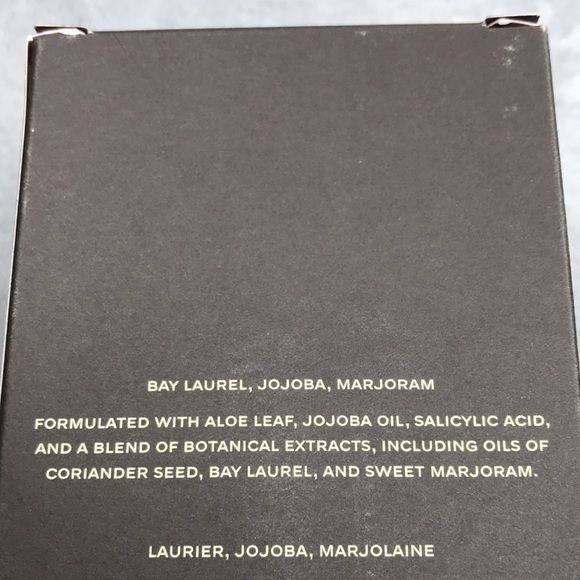 BAY LAUREL, JOJOBA, MARJORAM
FORMULATED WITH ALOE LEAF, JOJOBA OIL, SALICYLIC ACID,
AND A BLEND OF BOTANICAL EXTRACTS, INCLUDING OILS OF
CORIANDER SEED, BAY LAUREL, AND SWEET MARJORAM.
LAURIER, JOJOBA, MARJOLAINE